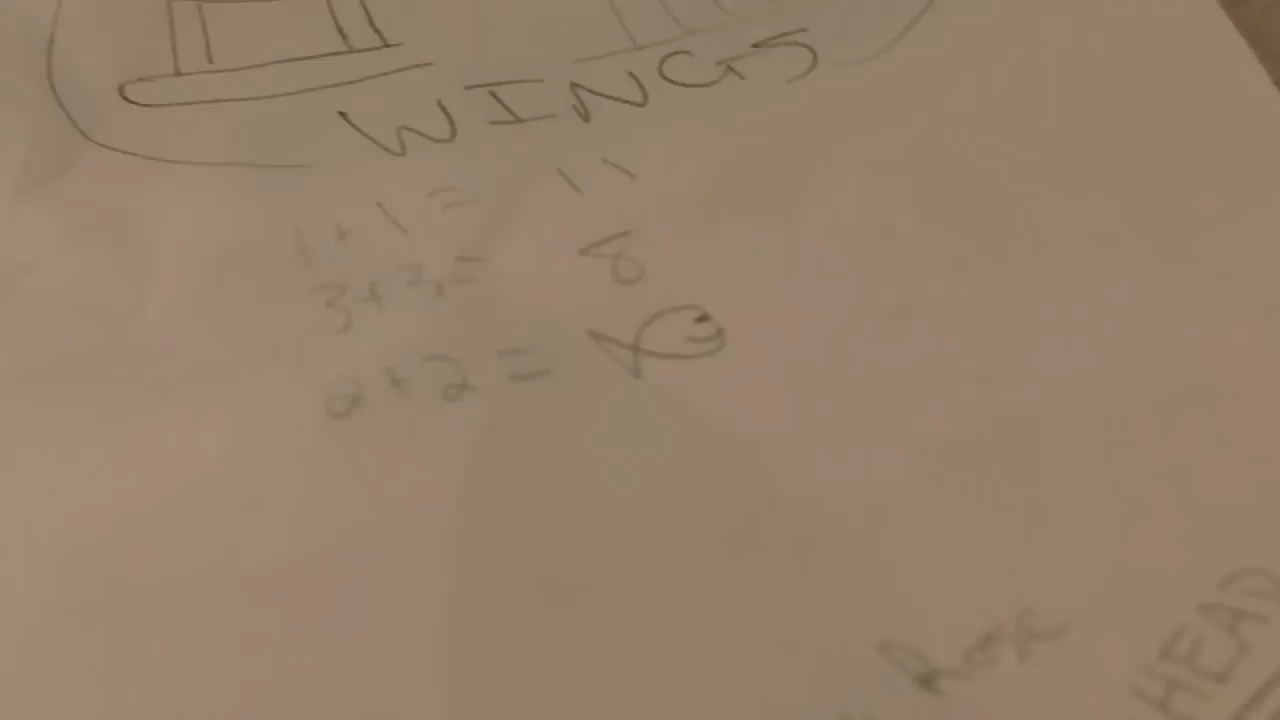 WINGS
1 + 1 = 11
3 + 3 = 8
2 + 2 =
HEAD